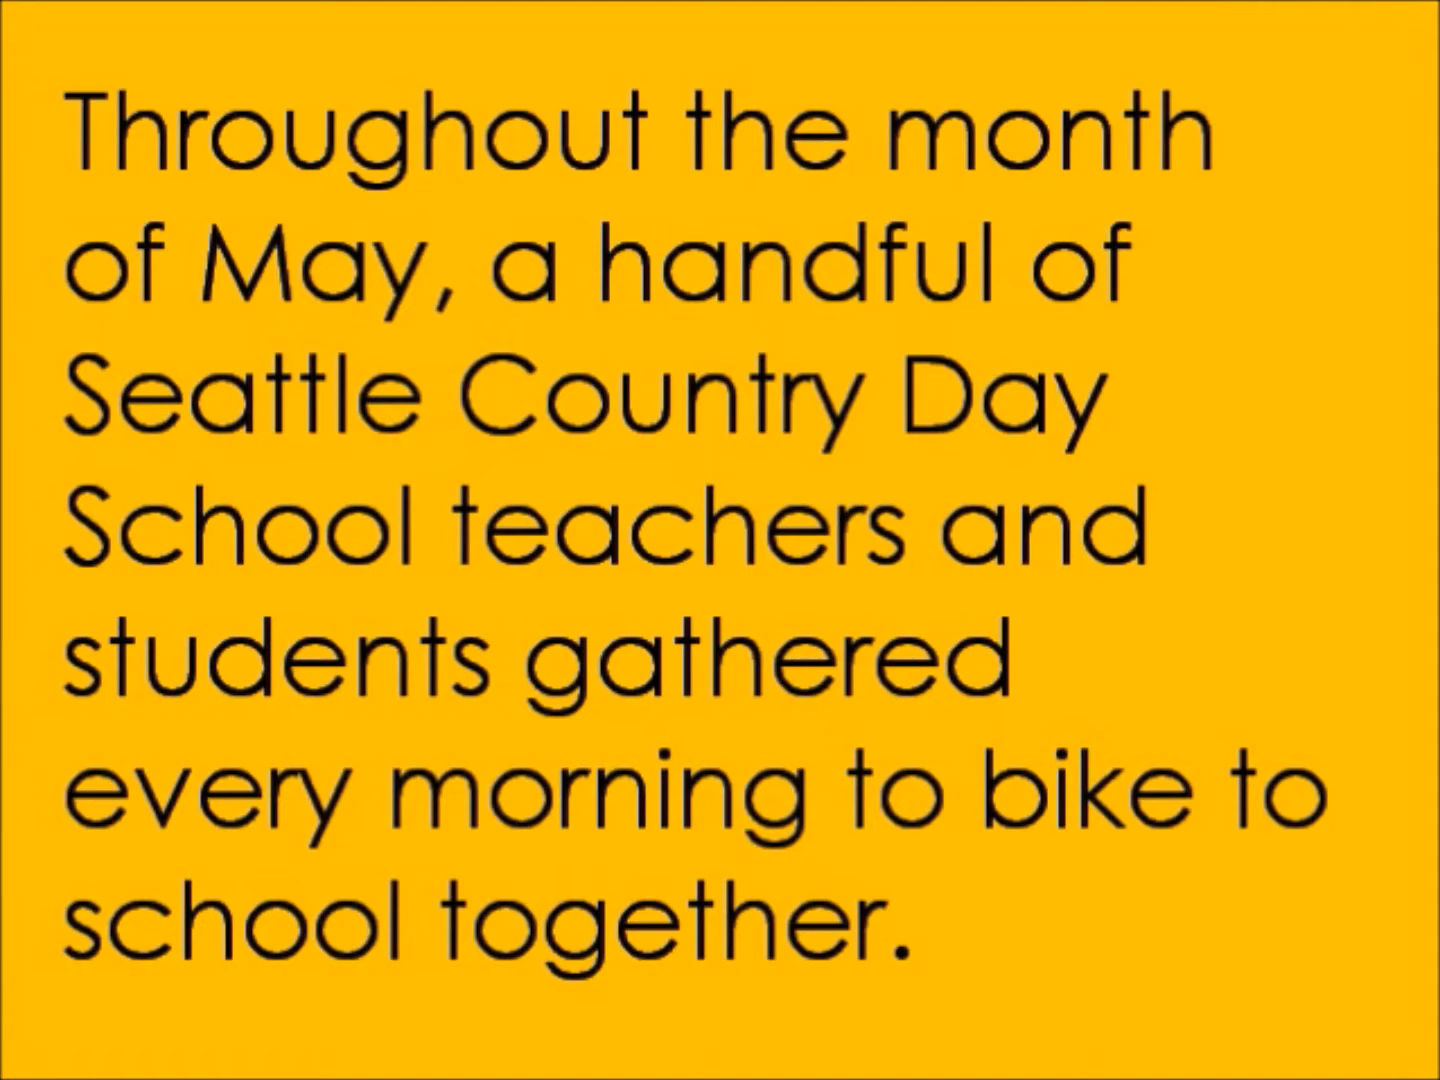 Throughout the month
of May, a handful of
Seattle Country Day
School teachers and
students gathered
every morning to bike to
school together.